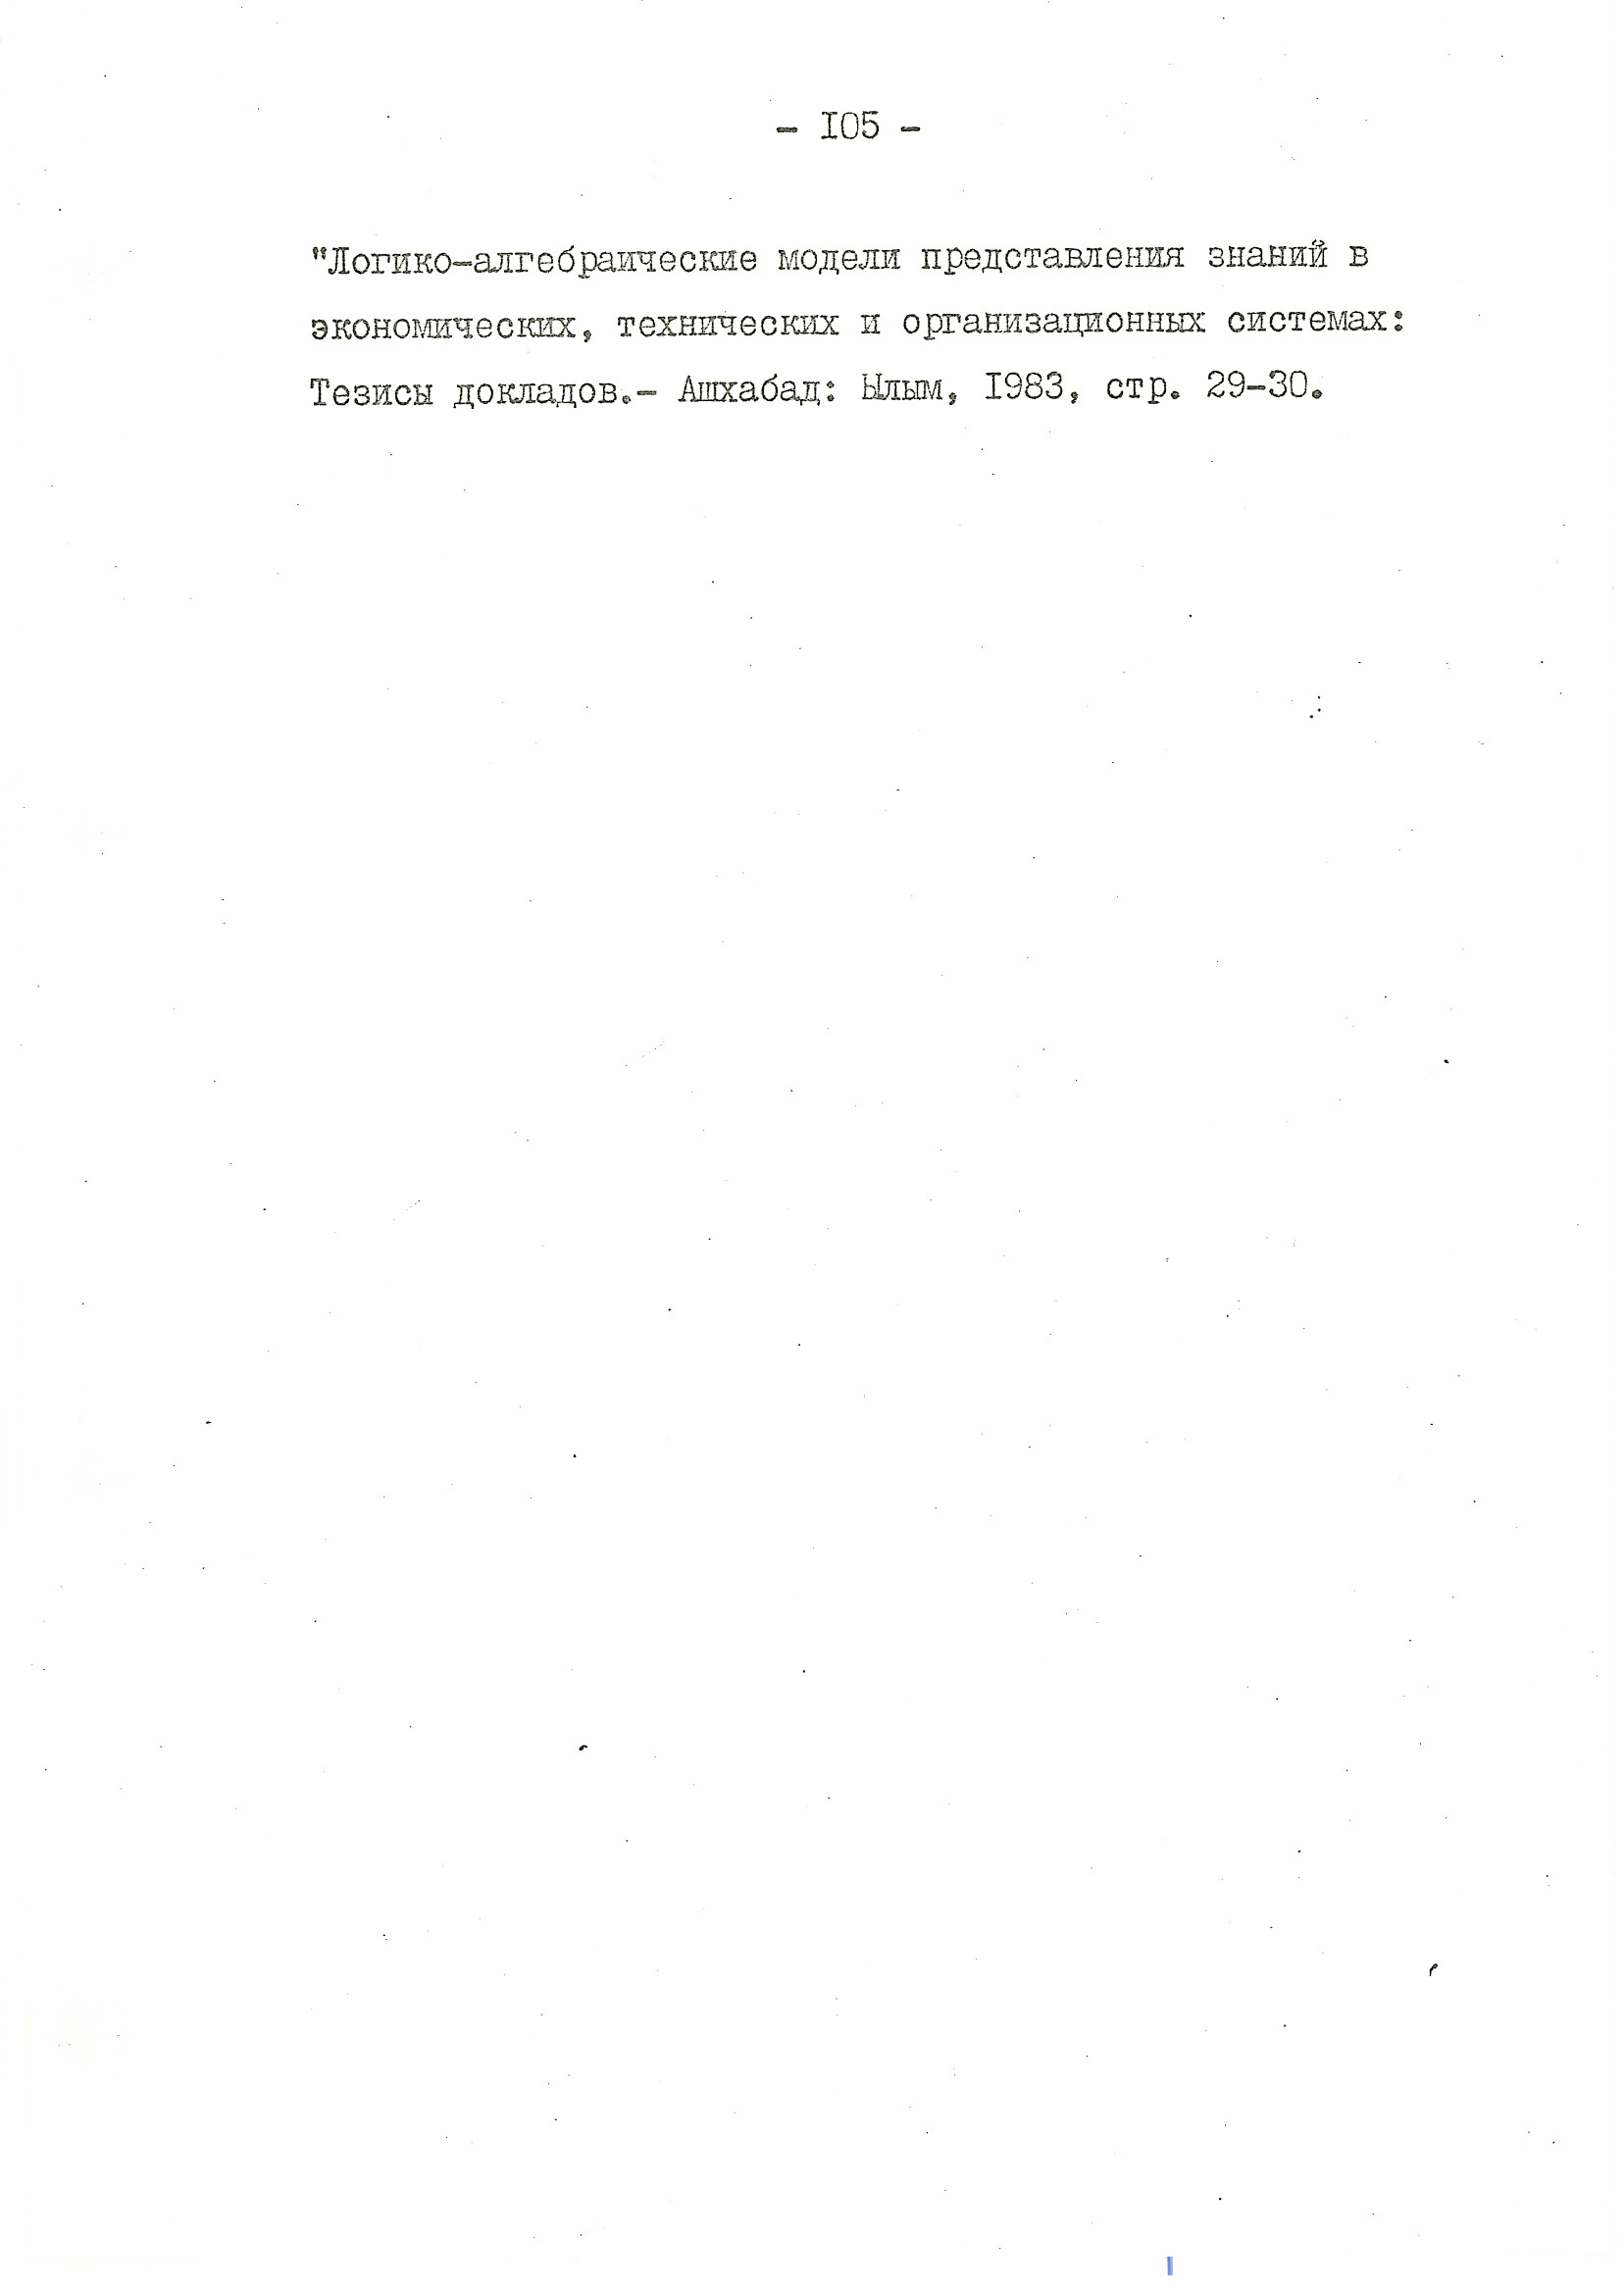 - I05 -
"Логико-алгебраические модели представления знаний в
экономических, технических и организационных системах:
Тезисы докладов.- Ашхабад: Ылым, I983, стр. 29-30.